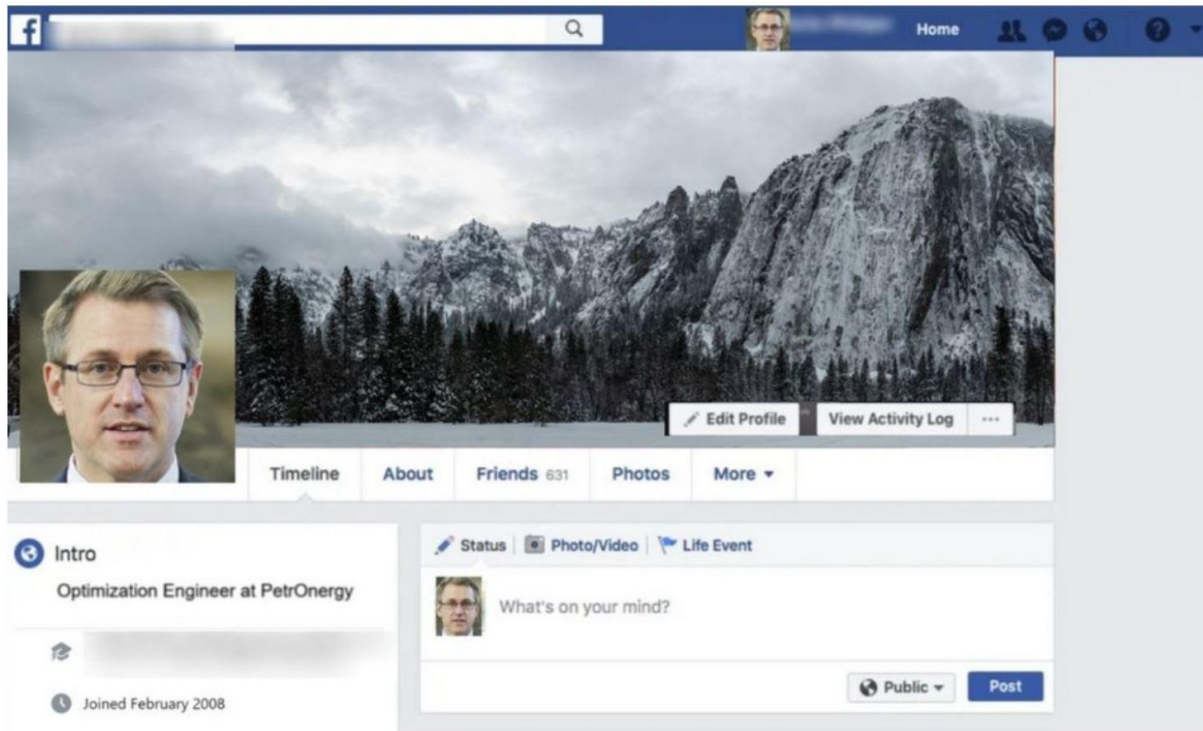 f
Home
Edit Profile
View Activity Log
Timeline
About
Friends 631
Photos
More
Intro
Optimization Engineer at PetrOnergy
Joined February 2008
Status
Photo/Video
Life Event
What's on your mind?
Public
Post